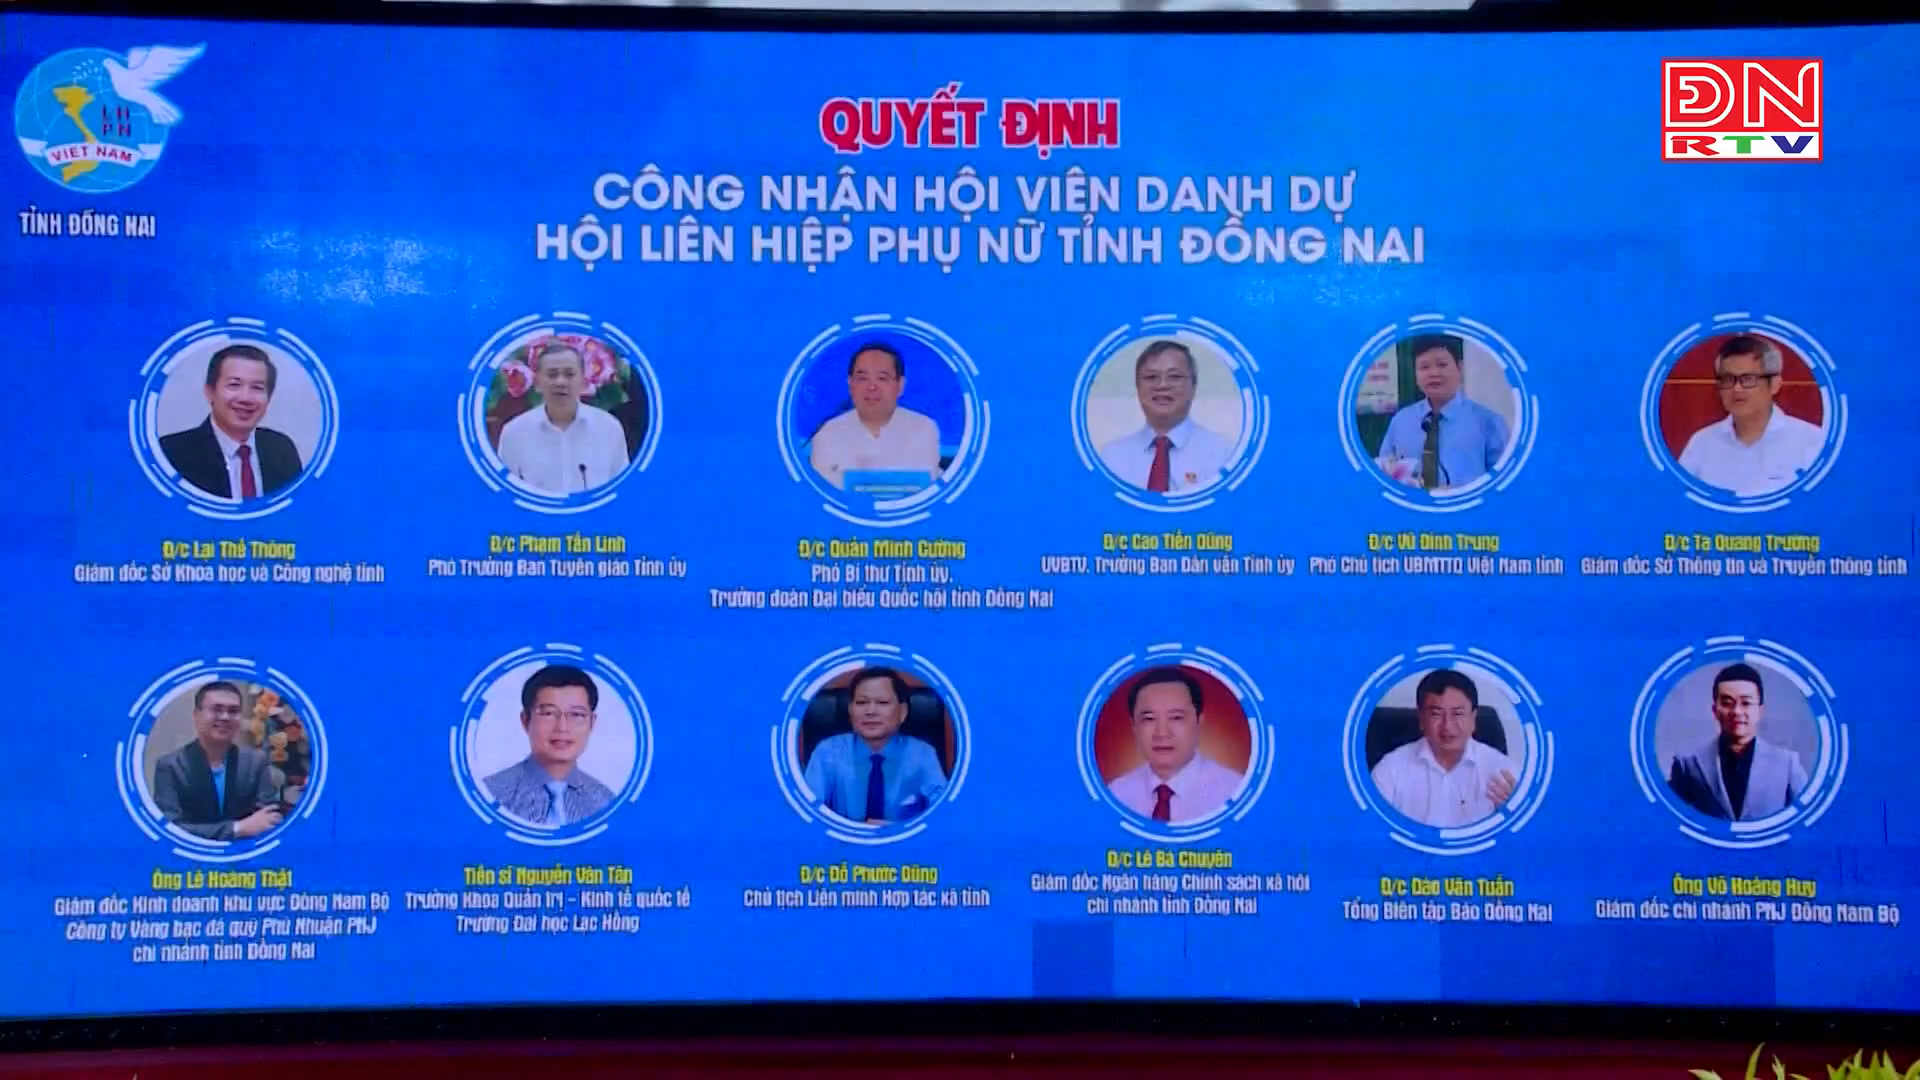 LH
PN
VIỆT NAM
TỈNH ĐỒNG NAI
ĐN
RTV
QUYẾT ĐỊNH
CÔNG NHẬN HỘI VIÊN DANH DỰ
HỘI LIÊN HIỆP PHỤ NỮ TỈNH ĐỒNG NAI
Đ/c Lại Thế Thông
Giám đốc Sở Khoa học và Công nghệ tỉnh
Đ/c Phạm Tấn Linh
Phó Trưởng Ban Tuyên giáo Tỉnh ủy
Đ/c Quản Minh Cường
Phó Bí thư Tỉnh ủy,
Trưởng đoàn Đại biểu Quốc hội tỉnh Đồng Nai
Đ/c Cao Tiến Dũng
UVBTV, Trưởng Ban Dân vận Tỉnh ủy
Đ/c Vũ Đình Trung
Phó Chủ tịch UBMTTQ Việt Nam tỉnh
Đ/c Tạ Quang Trường
Giám đốc Sở Thông tin và Truyền thông tỉnh
Ông Lê Hoàng Thật
Giám đốc Kinh doanh khu vực Đông Nam Bộ
Công ty Vàng bạc đá quý Phú Nhuận PNJ
chi nhánh tỉnh Đồng Nai
Tiến sĩ Nguyễn Văn Tân
Trưởng Khoa Quản trị - Kinh tế quốc tế
Trường Đại học Lạc Hồng
Đ/c Đỗ Phước Dũng
Chủ tịch Liên minh Hợp tác xã tỉnh
Đ/c Lê Bá Chuyên
Giám đốc Ngân hàng Chính sách xã hội
chi nhánh tỉnh Đồng Nai
Đ/c Đào Văn Tuấn
Tổng Biên tập Báo Đồng Nai
Ông Võ Hoàng Huy
Giám đốc chi nhánh PNJ Đông Nam Bộ